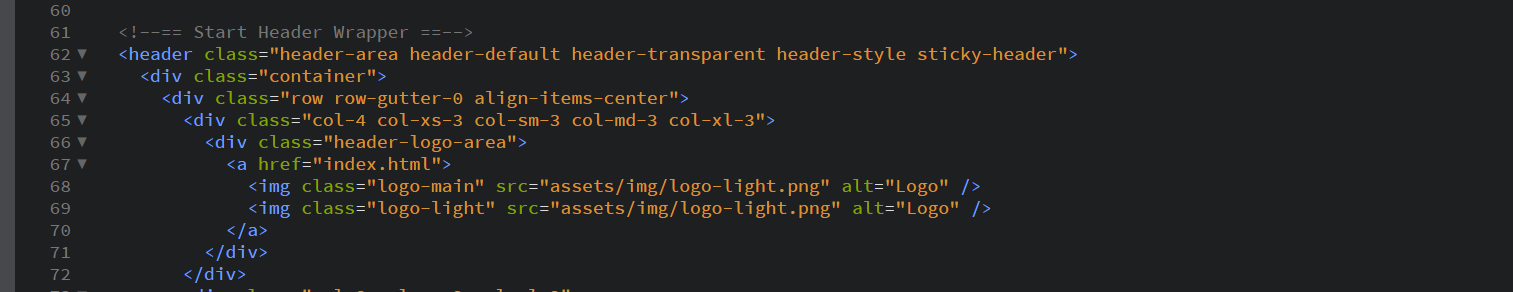 60
61 <!--== Start Header Wrapper ==-->
62 ▼ <header class="header-area header-default header-transparent header-style sticky-header">
63 ▼ <div class="container">
64 ▼ <div class="row row-gutter-0 align-items-center">
65 ▼ <div class="col-4 col-xs-3 col-sm-3 col-md-3 col-xl-3">
66 ▼ <div class="header-logo-area">
67 ▼ <a href="index.html">
68 <img class="logo-main" src="assets/img/logo-light.png" alt="Logo" />
69 <img class="logo-light" src="assets/img/logo-light.png" alt="Logo" />
70 </a>
71 </div>
72 </div>